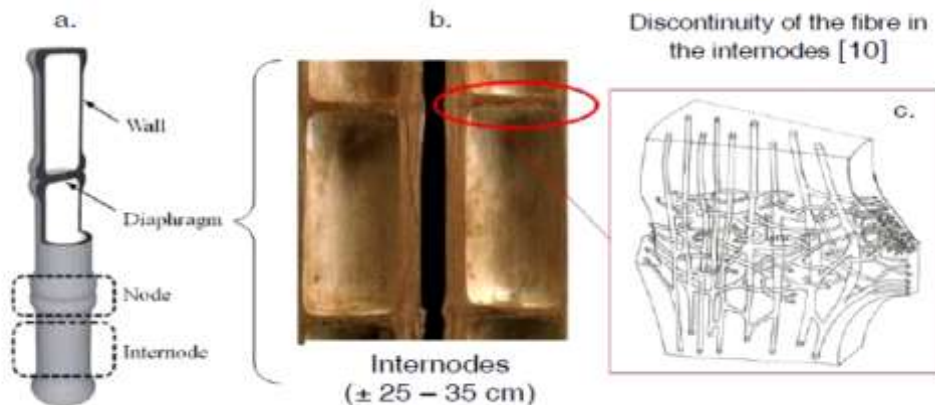 a.
Wall
Diaphragm
Node
Internode
b.
Internodes
(± 25 – 35 cm)
Discontinuity of the fibre in
the internodes [10]
c.